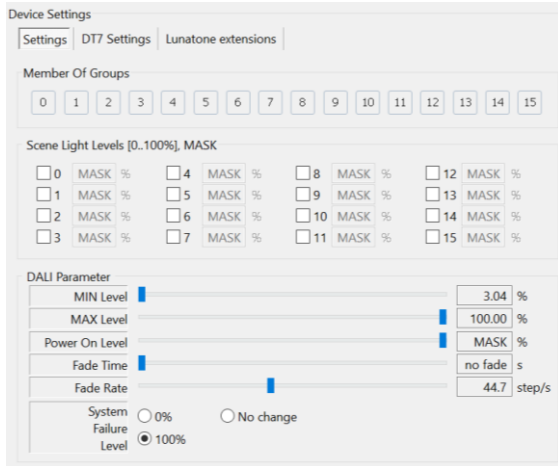 Device Settings
Settings DT7 Settings Lunatone extensions
Member Of Groups
0 1 2 3 4 5 6 7 8 9 10 11 12 13 14 15
Scene Light Levels [0..100%], MASK
0 MASK % 4 MASK % 8 MASK % 12 MASK %
1 MASK % 5 MASK % 9 MASK % 13 MASK %
2 MASK % 6 MASK % 10 MASK % 14 MASK %
3 MASK % 7 MASK % 11 MASK % 15 MASK %
DALI Parameter
MIN Level 3.04 %
MAX Level 100.00 %
Power On Level MASK %
Fade Time no fade s
Fade Rate 44.7 step/s
System
Failure
Level
0% No change
100%